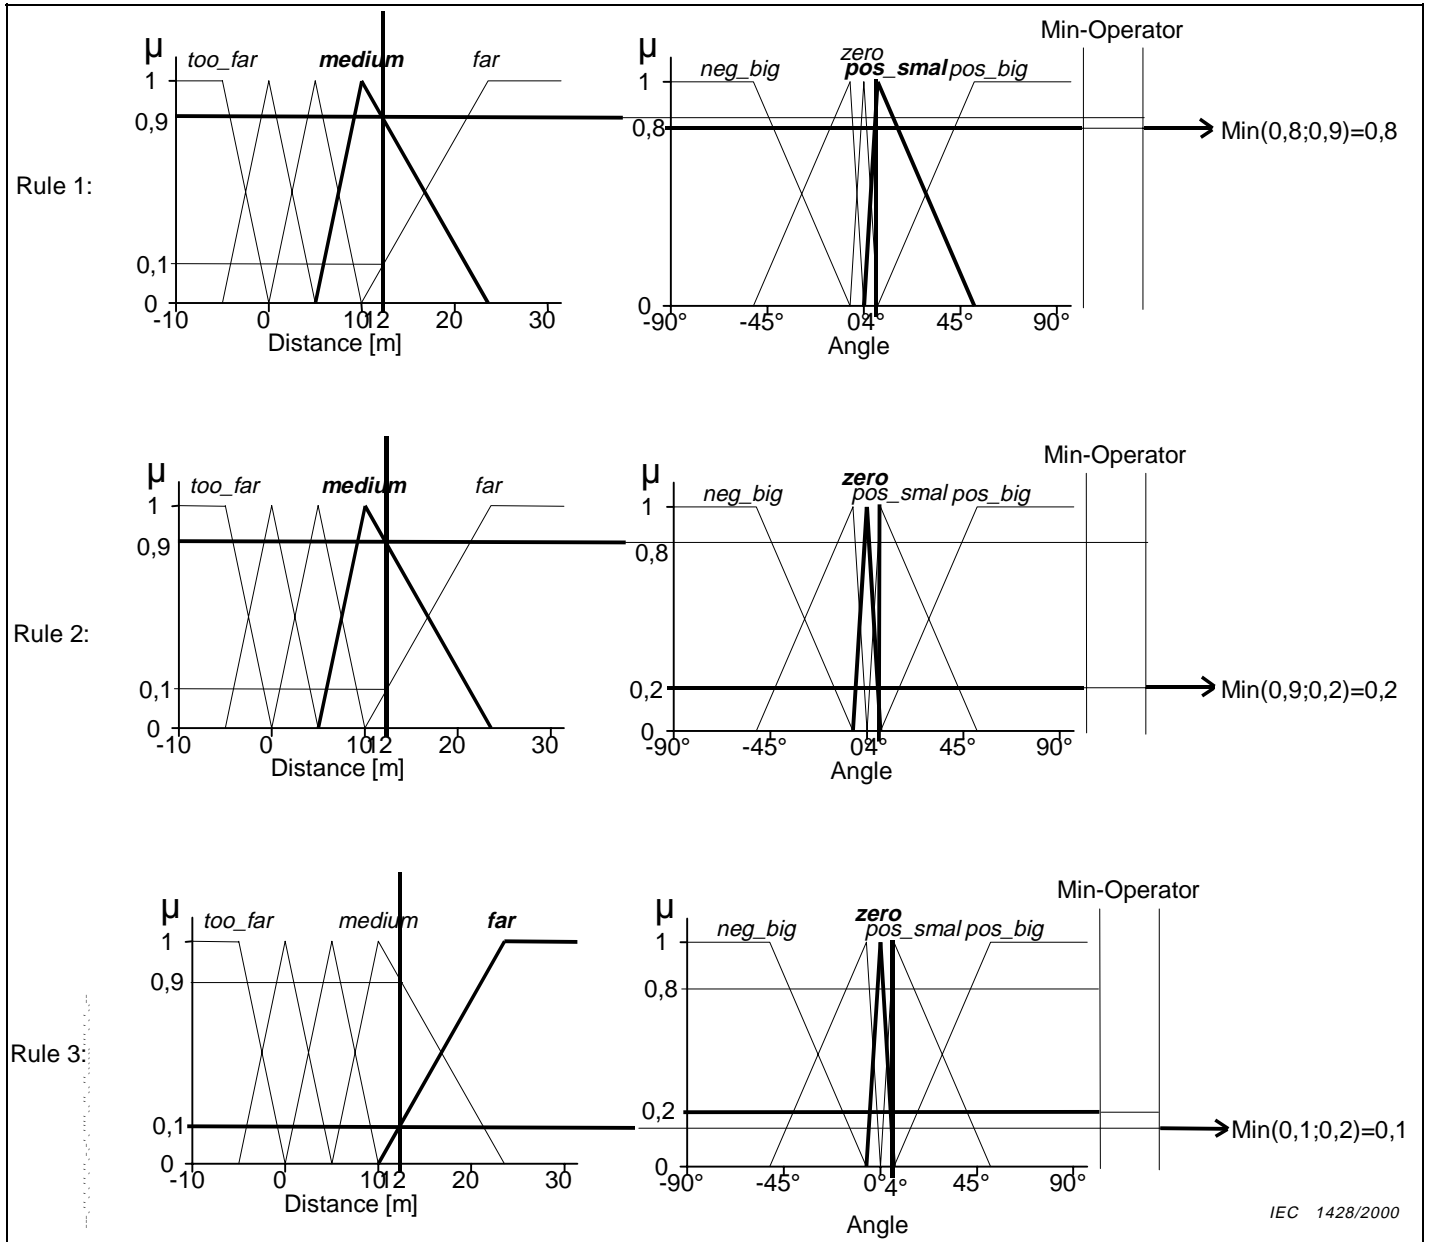 Min-Operator
μ too_far medium far
μ neg_big zero pos_smal pos_big
1
0,9
0,1
0
1
0,8
0
Rule 1:
Min(0,8;0,9)=0,8
-10 0 10 12 20 30
Distance [m]
-90° -45° 0 4° 45° 90°
Angle
Min-Operator
μ too_far medium far
μ neg_big zero pos_smal pos_big
1
0,9
0,1
0
1
0,8
0,2
0
Rule 2:
Min(0,9;0,2)=0,2
-10 0 10 12 20 30
Distance [m]
-90° -45° 0 4° 45° 90°
Angle
Min-Operator
μ too_far medium far
μ neg_big zero pos_smal pos_big
1
0,9
0,1
0
1
0,8
0,2
0
Rule 3:
Min(0,1;0,2)=0,1
-10 0 10 12 20 30
Distance [m]
-90° -45° 0° 4° 45° 90°
Angle
IEC 1428/2000